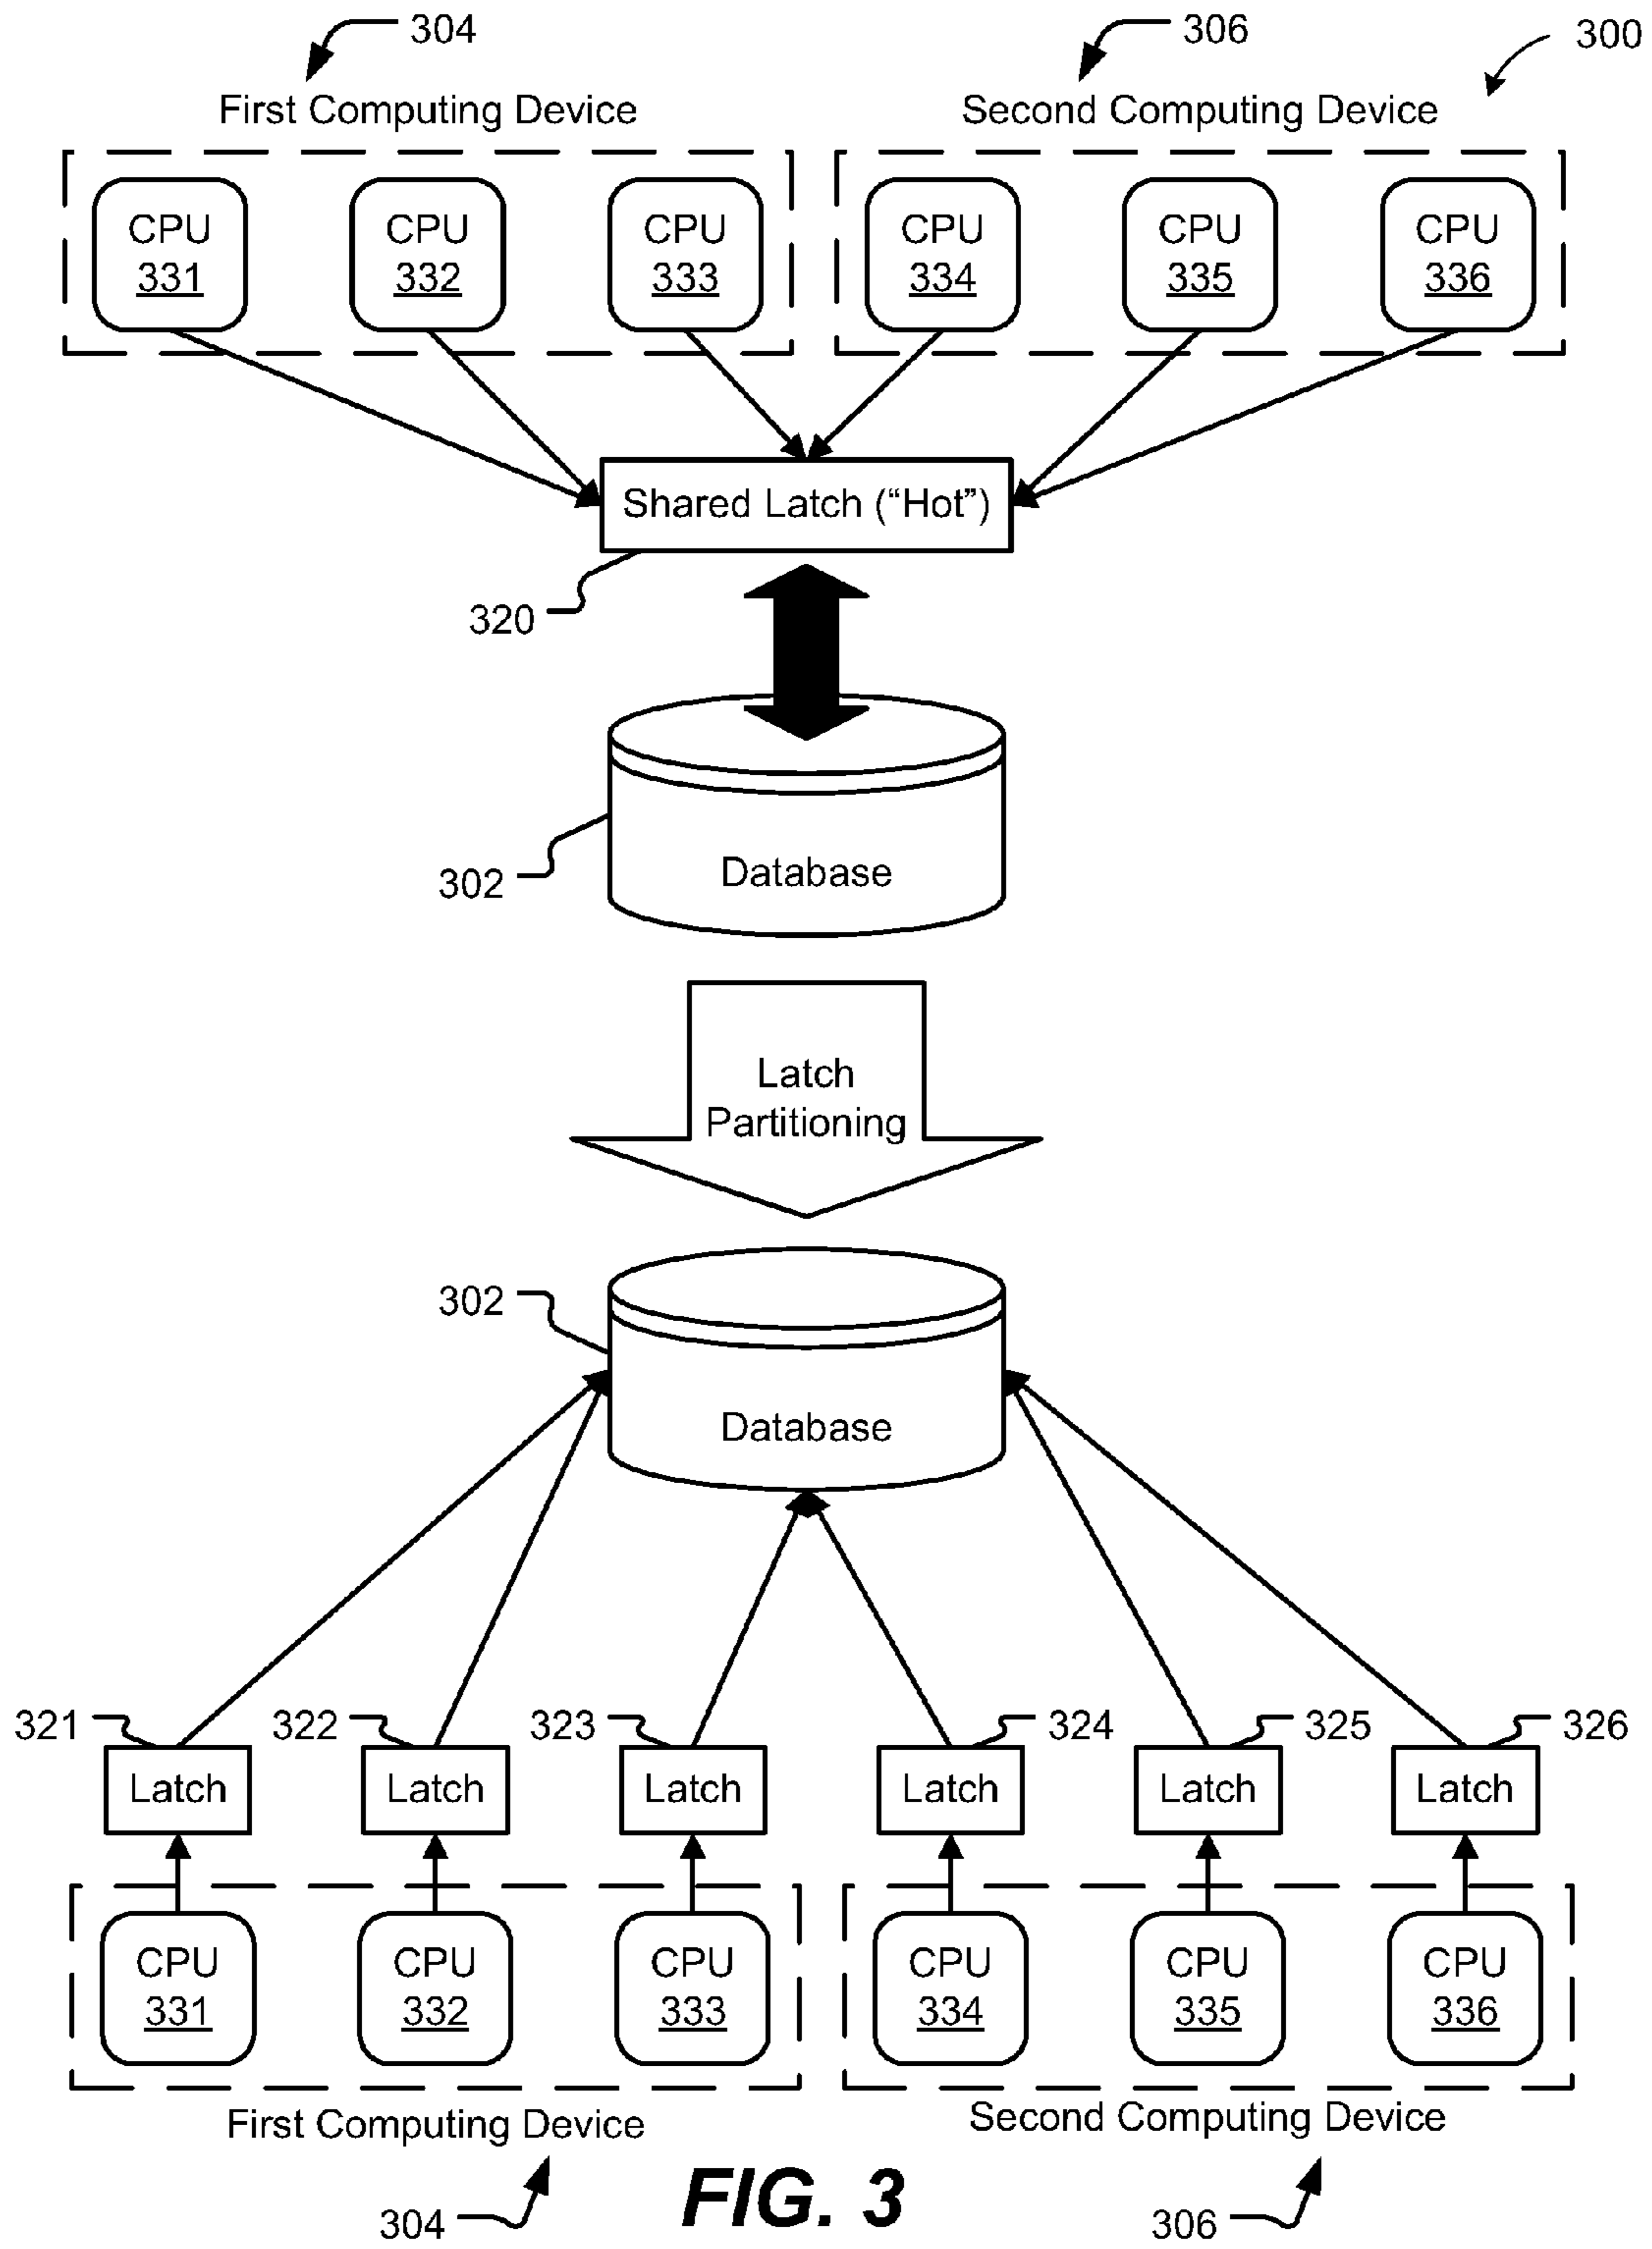 304
306
300
First Computing Device
Second Computing Device
CPU
331
CPU
332
CPU
333
CPU
334
CPU
335
CPU
336
Shared Latch (“Hot”)
320
302
Database
Latch
Partitioning
302
Database
321
322
323
324
325
326
Latch
Latch
Latch
Latch
Latch
Latch
CPU
331
CPU
332
CPU
333
CPU
334
CPU
335
CPU
336
First Computing Device
Second Computing Device
304
FIG. 3
306